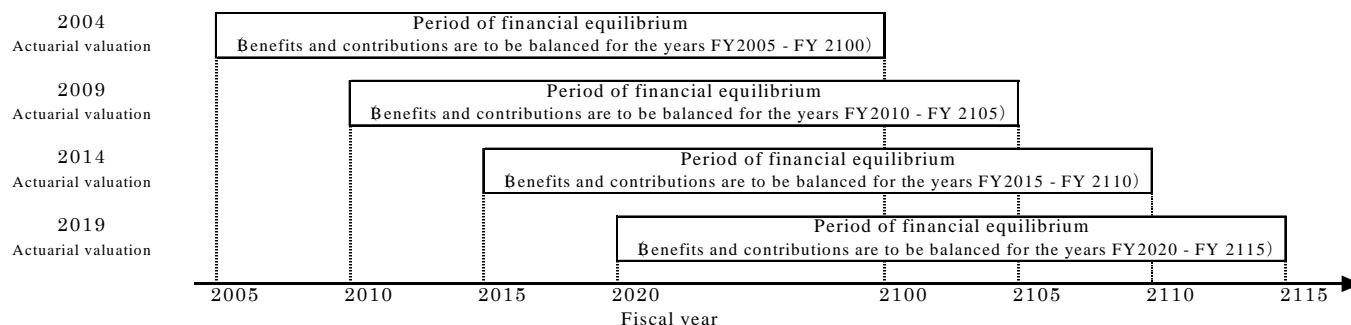 2004
Actuarial valuation
Period of financial equilibrium
(Benefits and contributions are to be balanced for the years FY2005 - FY 2100)
2009
Actuarial valuation
Period of financial equilibrium
(Benefits and contributions are to be balanced for the years FY2010 - FY 2105)
2014
Actuarial valuation
Period of financial equilibrium
(Benefits and contributions are to be balanced for the years FY2015 - FY 2110)
2019
Actuarial valuation
Period of financial equilibrium
(Benefits and contributions are to be balanced for the years FY2020 - FY 2115)
2005 2010 2015 2020 2100 2105 2110 2115
Fiscal year